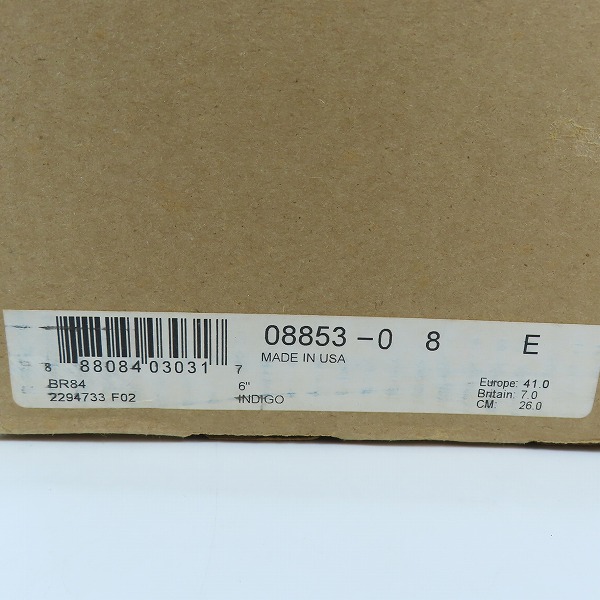 08853-0 8 E
MADE IN USA
8 88084 03031 7
BR84 6" Europe: 41.0
2294733 F02 INDIGO Britain: 7.0
CM: 26.0